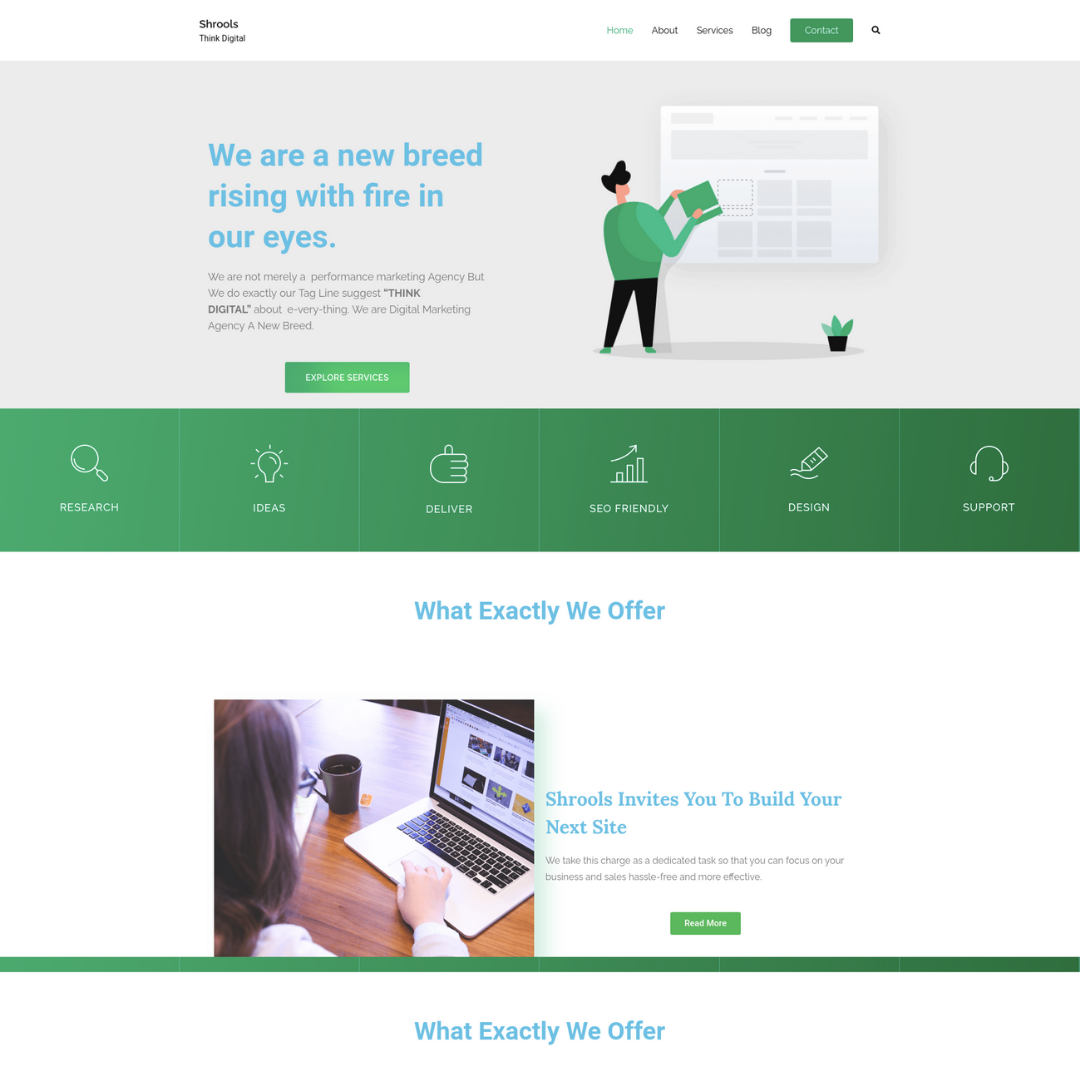 Shrools
Think Digital
Home About Services Blog Contact
We are a new breed
rising with fire in
our eyes.
We are not merely a performance marketing Agency But
We do exactly our Tag Line suggest “THINK
DIGITAL” about e-very-thing. We are Digital Marketing
Agency A New Breed.
EXPLORE SERVICES
RESEARCH IDEAS DELIVER SEO FRIENDLY DESIGN SUPPORT
What Exactly We Offer
Shrools Invites You To Build Your
Next Site
We take this charge as a dedicated task so that you can focus on your
business and sales hassle-free and more effective.
Read More
What Exactly We Offer